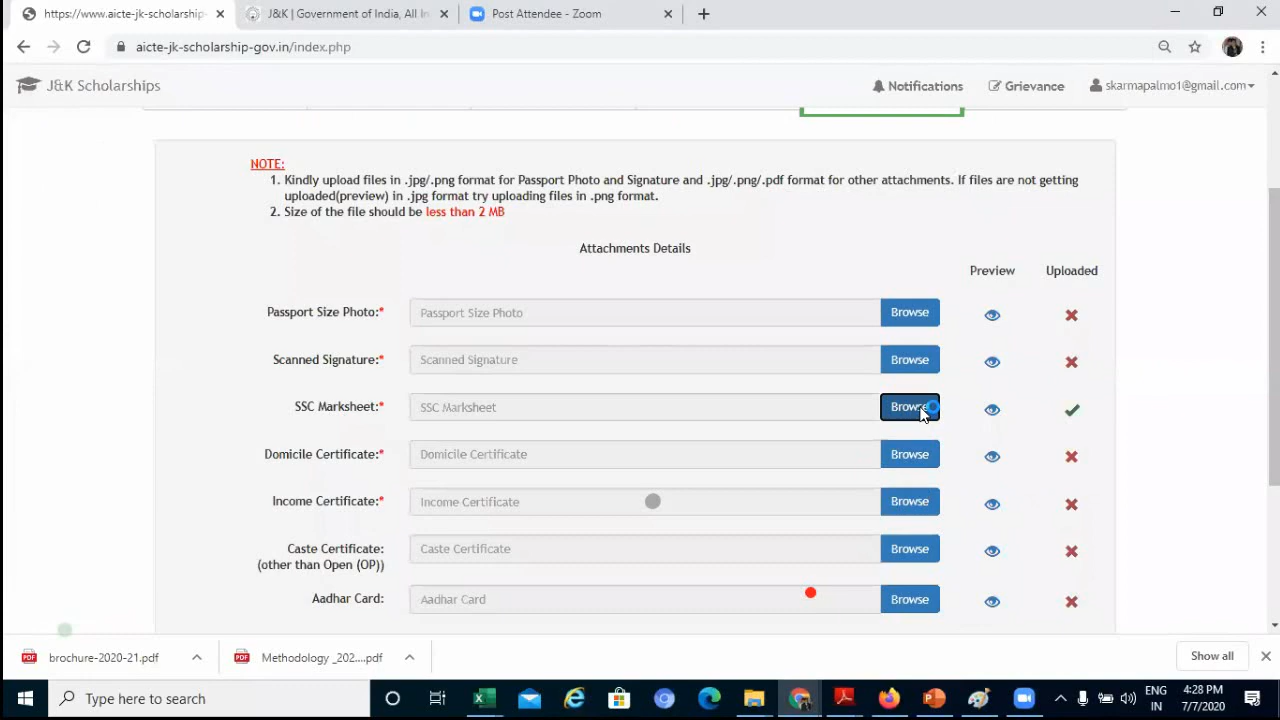 https://www.aicte-jk-scholarship-
J&K | Government of India, All In
Post Attendee - Zoom
aicte-jk-scholarship-gov.in/index.php
J&K Scholarships
Notifications
Grievance
skarmapalmo1@gmail.com
NOTE:
1. Kindly upload files in .jpg/.png format for Passport Photo and Signature and .jpg/.png/.pdf format for other attachments. If files are not getting
uploaded(preview) in .jpg format try uploading files in .png format.
2. Size of the file should be less than 2 MB
Attachments Details
Preview Uploaded
Passport Size Photo:* Passport Size Photo Browse
Scanned Signature:* Scanned Signature Browse
SSC Marksheet:* SSC Marksheet Browse
Domicile Certificate:* Domicile Certificate Browse
Income Certificate:* Income Certificate Browse
Caste Certificate: Caste Certificate Browse
(other than Open (OP))
Aadhar Card: Aadhar Card Browse
brochure-2020-21.pdf
Methodology _202....pdf
Show all
Type here to search
ENG
IN
4:28 PM
7/7/2020